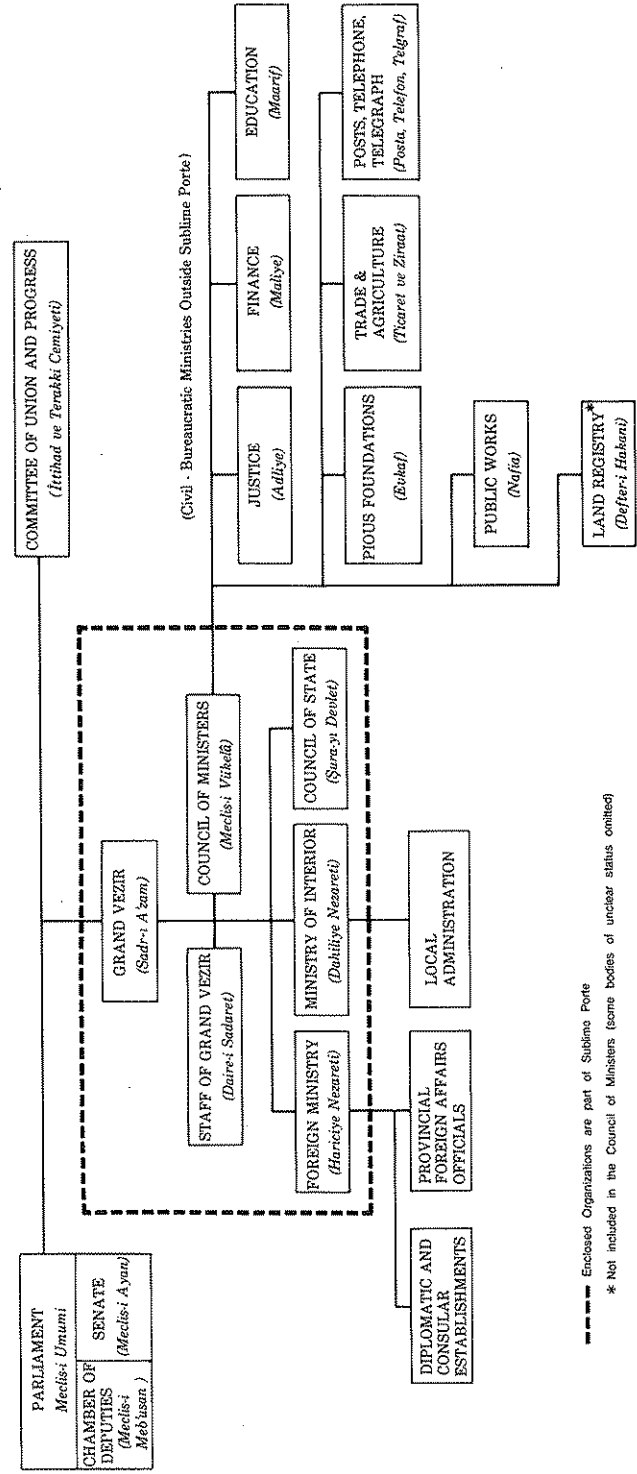 PARLIAMENT
Meclis-i Umumi
CHAMBER OF
DEPUTIES
(Meclis-i
Meb'usan )
SENATE
(Meclis-i Ayan)
COMMITTEE OF UNION AND PROGRESS
(İttihad ve Terakki Cemiyeti)
GRAND VEZIR
(Sadr-ı A'zam)
STAFF OF GRAND VEZIR
(Daire-i Sadaret)
COUNCIL OF MINISTERS
(Meclis-i Vükelâ)
(Civil - Bureaucratic Ministries Outside Sublime Porte)
FOREIGN MINISTRY
(Hariciye Nezareti)
MINISTRY OF INTERIOR
(Dahiliye Nezareti)
COUNCIL OF STATE
(Şura-yı Devlet)
JUSTICE
(Adliye)
FINANCE
(Maliye)
EDUCATION
(Maarif)
PIOUS FOUNDATIONS
(Evkaf)
TRADE &
AGRICULTURE
(Ticaret ve Ziraat)
POSTS, TELEPHONE,
TELEGRAPH
(Posta, Telefon, Telgraf)
DIPLOMATIC AND
CONSULAR
ESTABLISHMENTS
PROVINCIAL
FOREIGN AFFAIRS
OFFICIALS
LOCAL
ADMINISTRATION
PUBLIC WORKS
(Nafia)
LAND REGISTRY*
(Defter-i Hakani)
Enclosed Organizations are part of Sublime Porte
* Not included in the Council of Ministers (some bodies of unclear status omitted)